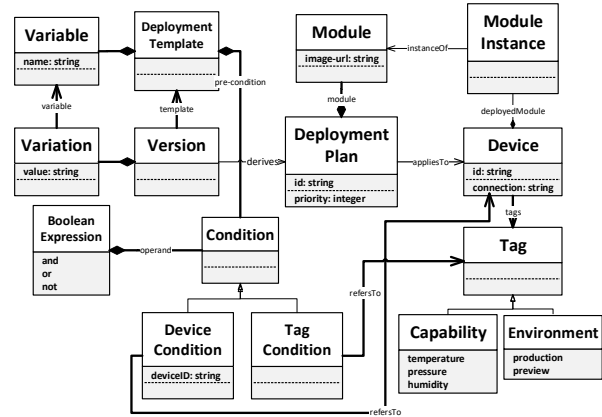 Variable
name: string
Deployment
Template
pre-condition
Module
image-url: string
instanceOf
Module
Instance
variable
template
module
deployedModule
Variation
value: string
Version
derives
Deployment
Plan
id: string
priority: integer
appliesTo
Device
id: string
connection: string
tags
Boolean
Expression
and
or
not
operand
Condition
refersTo
Tag
Device
Condition
deviceID: string
Tag
Condition
Capability
temperature
pressure
humidity
Environment
production
preview
refersTo